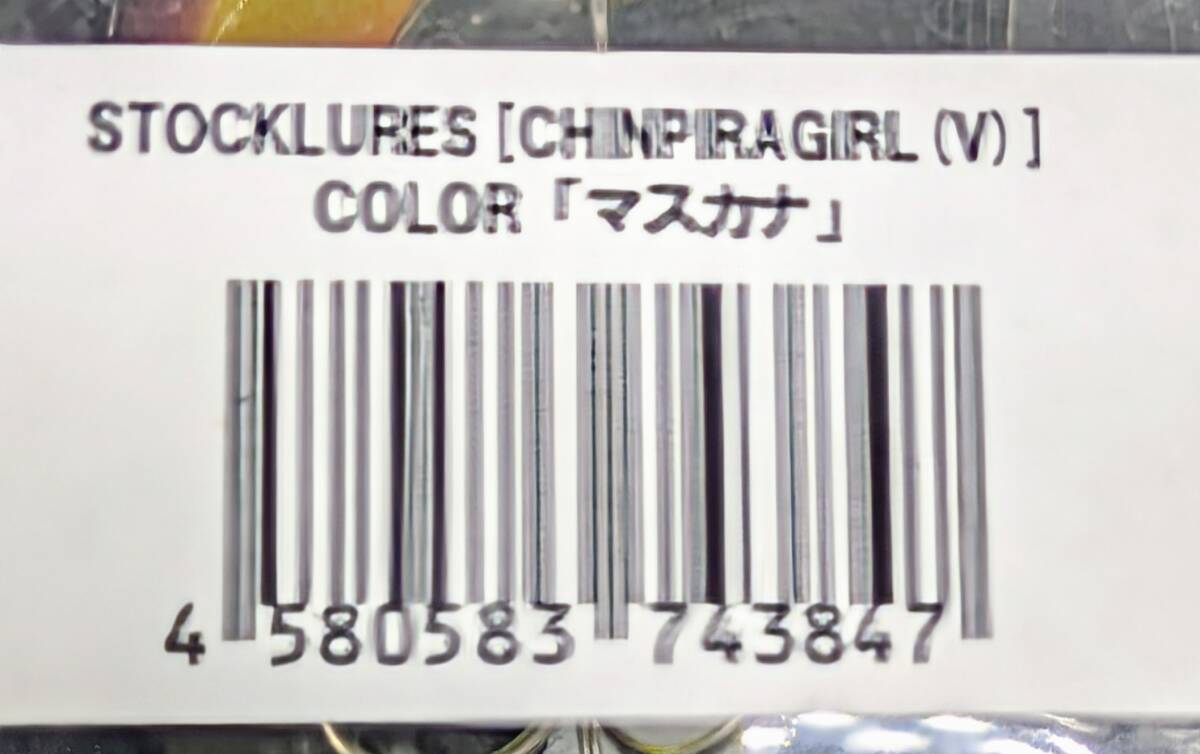 STOCKLURES [CHINPIRAGIRL (V) ]
COLOR「マスカナ」
4 580583 743847